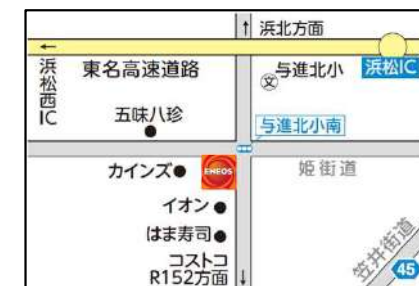 ↑ 浜北方面
←
浜松西IC
東名高速道路
与進北小
文
浜松IC
五味八珍
与進北小南
カインズ
ENEOS
姫街道
イオン
はま寿司
コストコ
R152方面 ↓
笠井街道
45